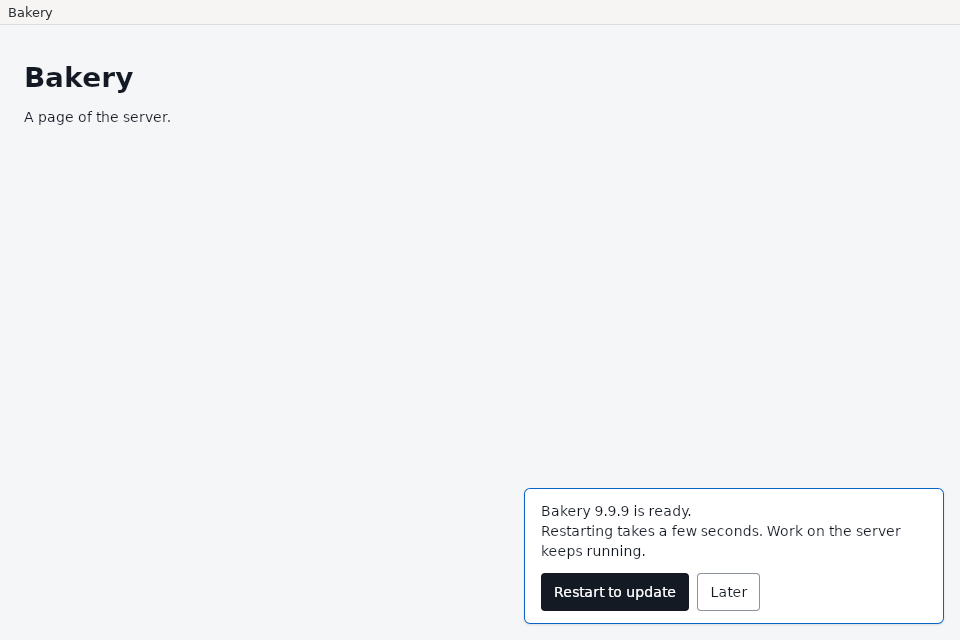 Bakery
Bakery
A page of the server.
Bakery 9.9.9 is ready.
Restarting takes a few seconds. Work on the server
keeps running.
Restart to update
Later